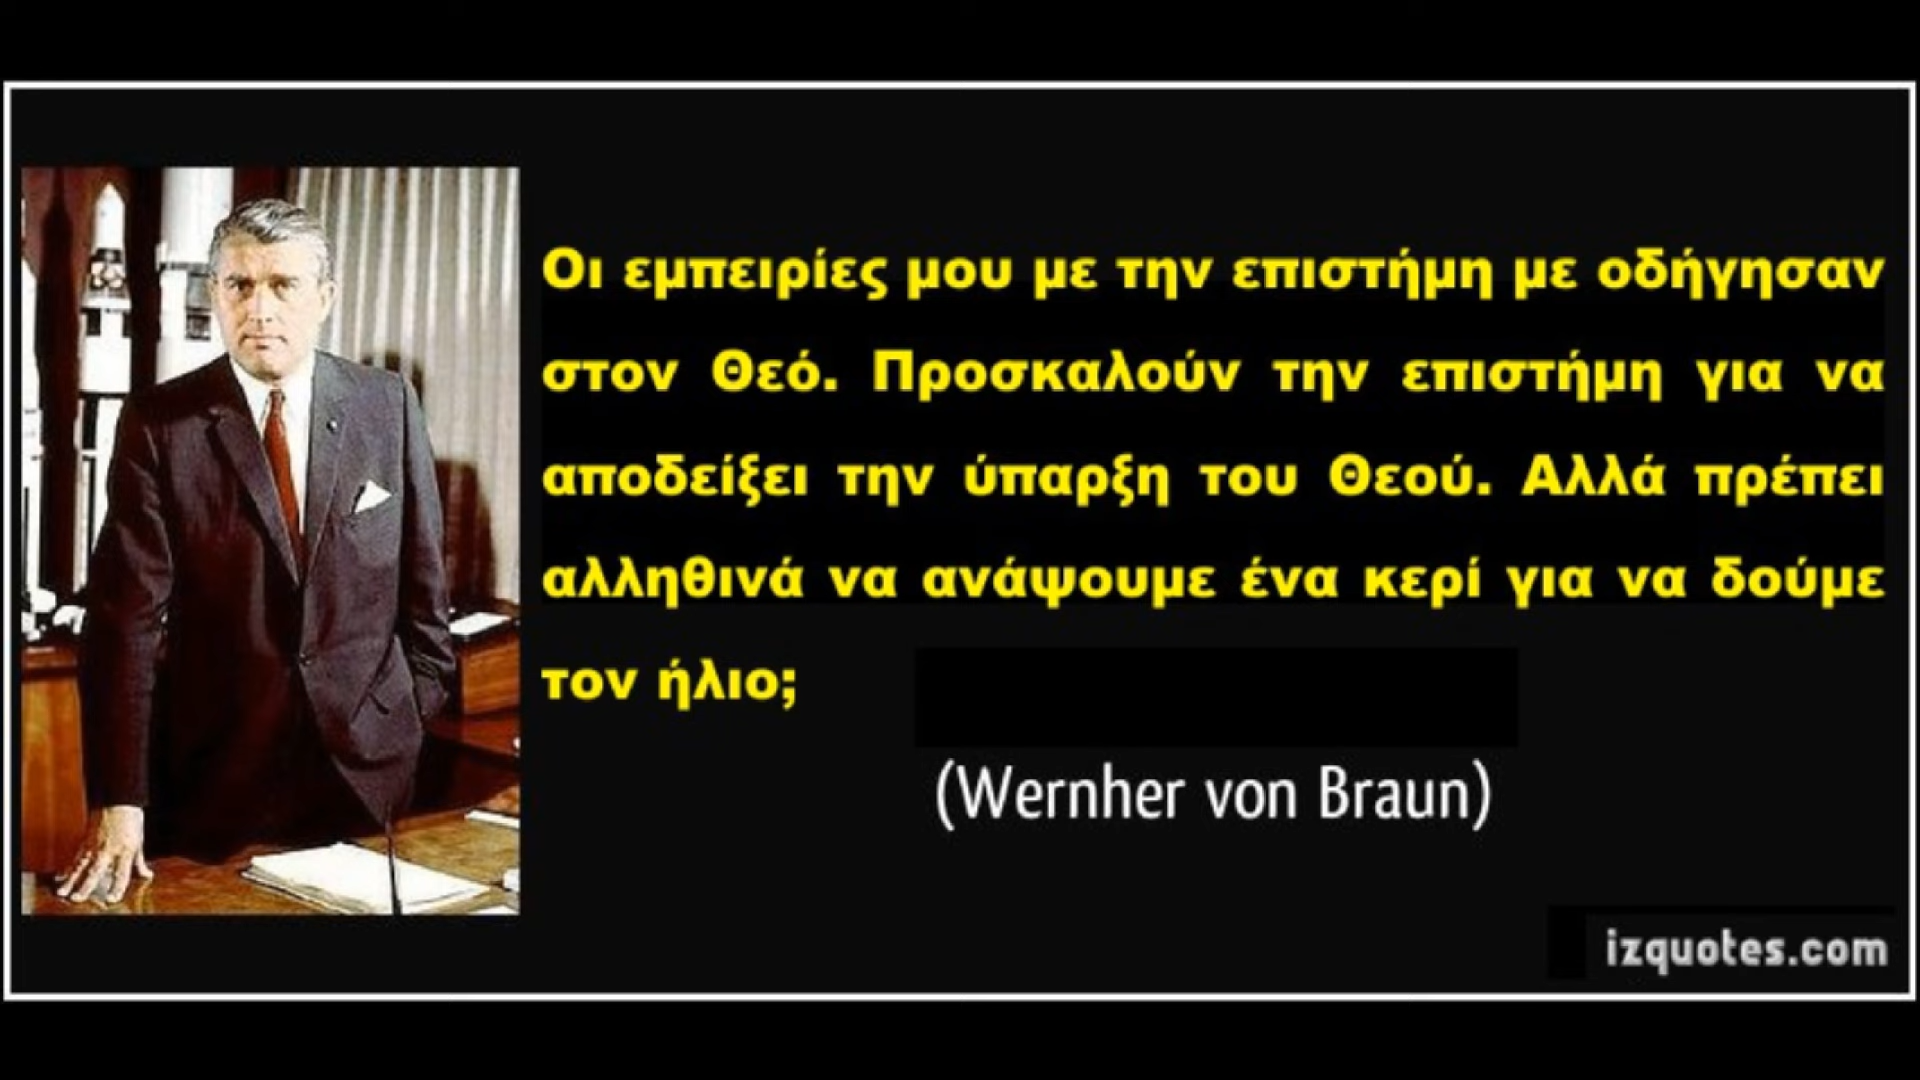 Οι εμπειρίες μου με την επιστήμη με οδήγησαν
στον Θεό. Προσκαλούν την επιστήμη για να
αποδείξει την ύπαρξη του Θεού. Αλλά πρέπει
αλληθινά να ανάψουμε ένα κερί για να δούμε
τον ήλιο;
(Wernher von Braun)
izquotes.com